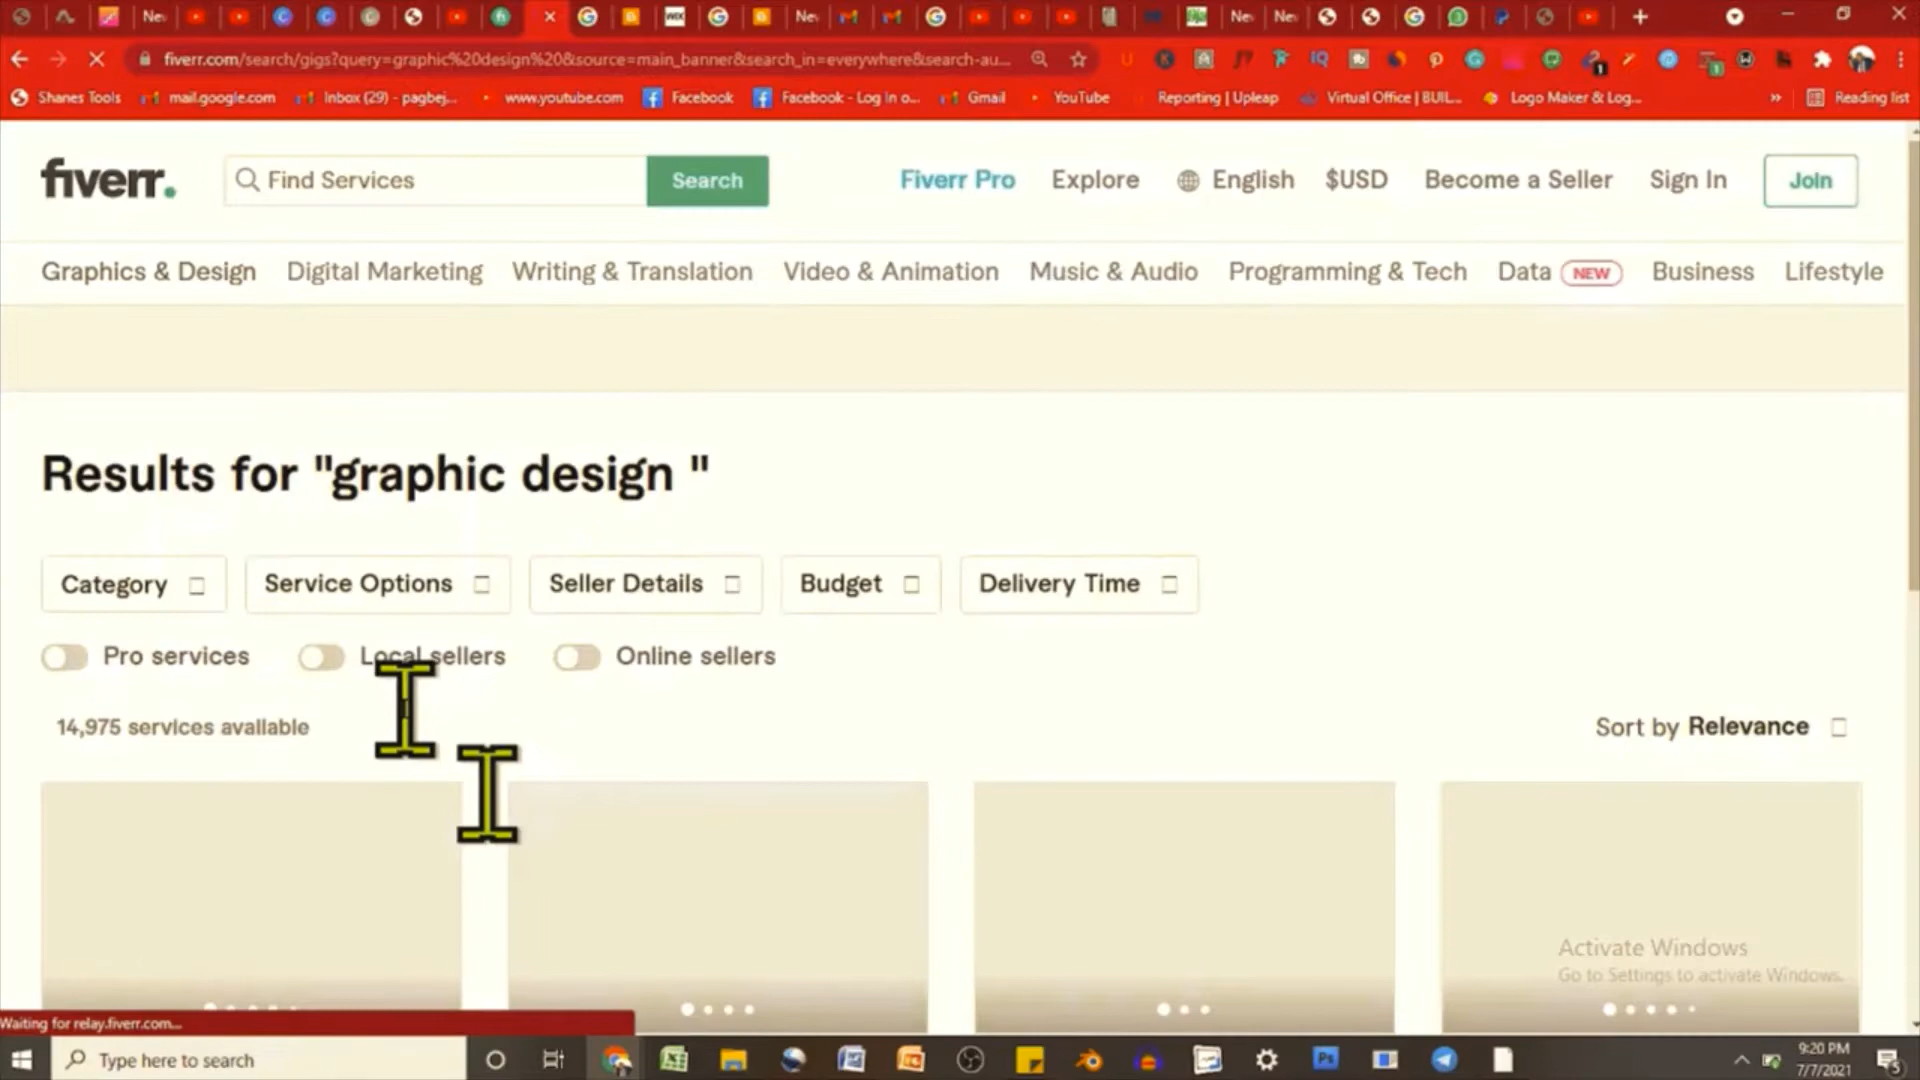 Nev
Nev
Nev
Nev
fiverr.com/search/gigs?query=graphic%20design%20&source=main_banner&search_in=everywhere&search-au...
Shanes Tools
mail.google.com
Inbox (29) - pagbej...
www.youtube.com
Facebook
Facebook - Log In o...
Gmail
YouTube
Reporting | Upleap
Virtual Office | BUIL...
Logo Maker & Log...
»
Reading list
fiverr.
Find Services
Search
Fiverr Pro
Explore
English
$USD
Become a Seller
Sign In
Join
Graphics & Design
Digital Marketing
Writing & Translation
Video & Animation
Music & Audio
Programming & Tech
Data NEW
Business
Lifestyle
Results for "graphic design "
Category
Service Options
Seller Details
Budget
Delivery Time
Pro services
Local sellers
Online sellers
14,975 services available
Sort by Relevance
Activate Windows
Go to Settings to activate Windows.
Waiting for relay.fiverr.com...
Type here to search
Ps
9:20 PM
7/7/2021
5